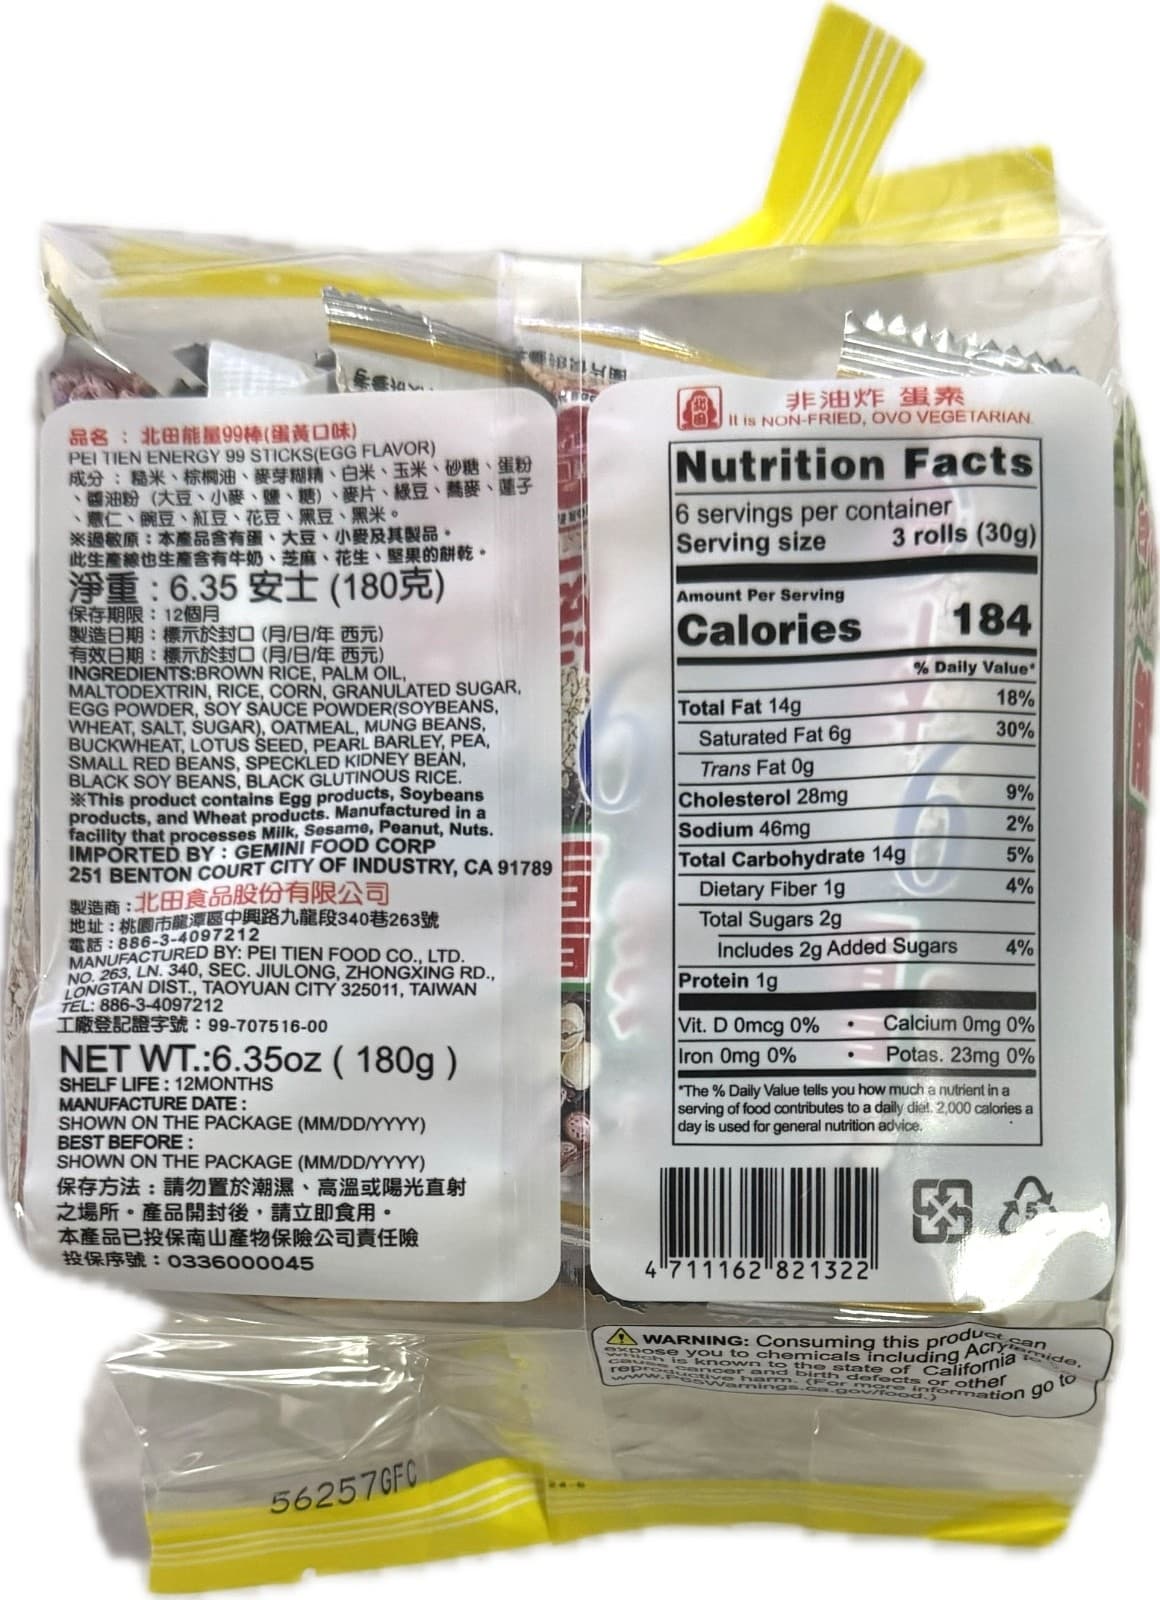 品名：北田能量99棒(蛋黃口味)
PEI TIEN ENERGY 99 STICKS(EGG FLAVOR)
成分：糙米、棕櫚油、麥芽糊精、白米、玉米、砂糖、蛋粉
、醬油粉（大豆、小麥、鹽、糖）、麥片、綠豆、蕎麥、蓮子
、薏仁、豌豆、紅豆、花豆、黑豆、黑米。
※過敏原：本產品含有蛋、大豆、小麥及其製品。
此生產線也生產含有牛奶、芝麻、花生、堅果的餅乾。
淨重：6.35 安士 (180克)
保存期限：12個月
製造日期：標示於封口 (月/日/年 西元)
有效日期：標示於封口 (月/日/年 西元)
INGREDIENTS:BROWN RICE, PALM OIL,
MALTODEXTRIN, RICE, CORN, GRANULATED SUGAR,
EGG POWDER, SOY SAUCE POWDER(SOYBEANS,
WHEAT, SALT, SUGAR), OATMEAL, MUNG BEANS,
BUCKWHEAT, LOTUS SEED, PEARL BARLEY, PEA,
SMALL RED BEANS, SPECKLED KIDNEY BEAN,
BLACK SOY BEANS, BLACK GLUTINOUS RICE.
※This product contains Egg products, Soybeans
products, and Wheat products. Manufactured in a
facility that processes Milk, Sesame, Peanut, Nuts.
IMPORTED BY : GEMINI FOOD CORP
251 BENTON COURT CITY OF INDUSTRY, CA 91789
製造商：北田食品股份有限公司
地址：桃園市龍潭區中興路九龍段340巷263號
電話：886-3-4097212
MANUFACTURED BY: PEI TIEN FOOD CO., LTD.
NO. 263, LN. 340, SEC. JIULONG, ZHONGXING RD.,
LONGTAN DIST., TAOYUAN CITY 325011, TAIWAN
TEL: 886-3-4097212
工廠登記證字號：99-707516-00
NET WT.:6.35oz ( 180g )
SHELF LIFE : 12MONTHS
MANUFACTURE DATE :
SHOWN ON THE PACKAGE (MM/DD/YYYY)
BEST BEFORE :
SHOWN ON THE PACKAGE (MM/DD/YYYY)
保存方法：請勿置於潮濕、高溫或陽光直射
之場所。產品開封後，請立即食用。
本產品已投保南山產物保險公司責任險
投保序號：0336000045
北田
非油炸 蛋素
It is NON-FRIED, OVO VEGETARIAN.
Nutrition Facts
6 servings per container
Serving size 3 rolls (30g)
Amount Per Serving
Calories 184
% Daily Value*
Total Fat 14g 18%
Saturated Fat 6g 30%
Trans Fat 0g
Cholesterol 28mg 9%
Sodium 46mg 2%
Total Carbohydrate 14g 5%
Dietary Fiber 1g 4%
Total Sugars 2g
Includes 2g Added Sugars 4%
Protein 1g
Vit. D 0mcg 0% • Calcium 0mg 0%
Iron 0mg 0% • Potas. 23mg 0%
*The % Daily Value tells you how much a nutrient in a
serving of food contributes to a daily diet. 2,000 calories a
day is used for general nutrition advice.
4 711162 821322
5
WARNING: Consuming this product can
expose you to chemicals including Acrylamide,
which is known to the state of California to
cause cancer and birth defects or other
reproductive harm. (For more information go to
www.P65Warnings.ca.gov/food.)
56257GFC